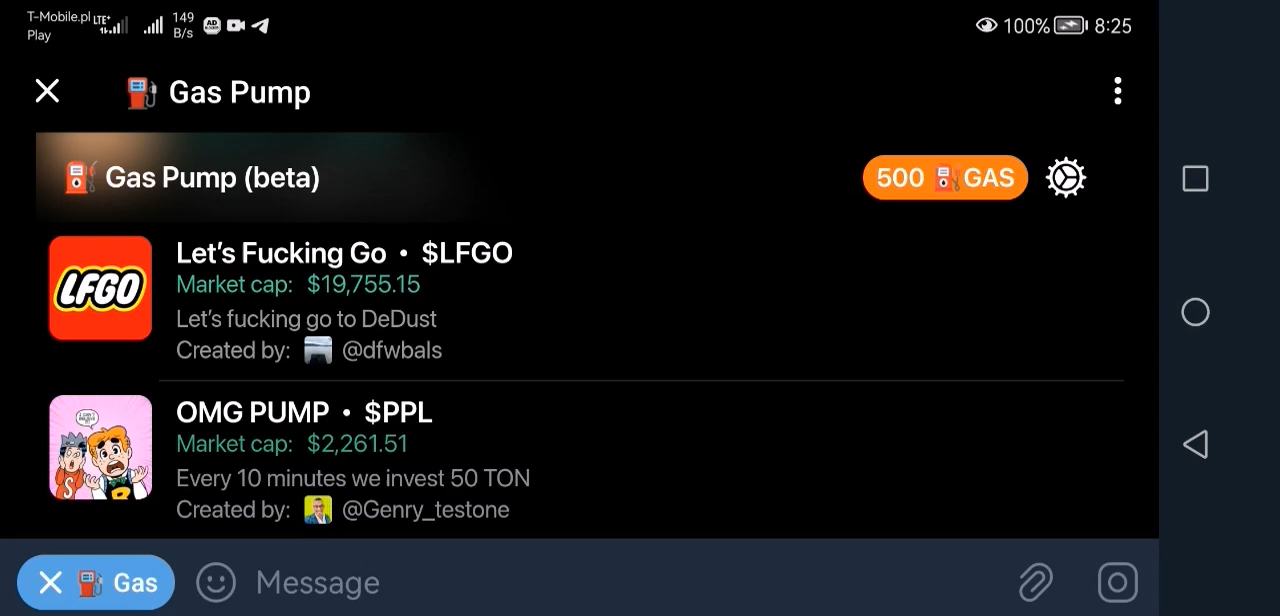 T-Mobile.pl LTE+ 149 100% 8:25
Play B/s
Gas Pump
Gas Pump (beta) 500 GAS
LFGO
Let's Fucking Go • $LFGO
Market cap: $19,755.15
Let's fucking go to DeDust
Created by: @dfwbals
OMG PUMP • $PPL
Market cap: $2,261.51
Every 10 minutes we invest 50 TON
Created by: @Genry_testone
Gas Message